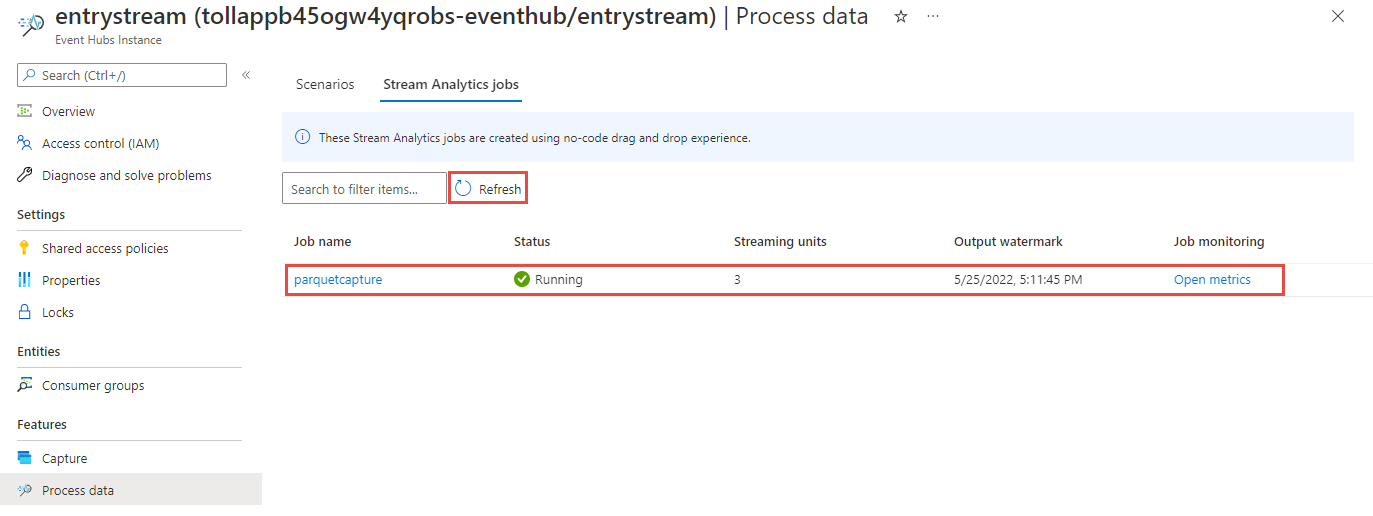 entrystream (tollappb45ogw4yqrobs-eventhub/entrystream) | Process data
Event Hubs Instance
Search (Ctrl+/)
Overview
Access control (IAM)
Diagnose and solve problems
Settings
Shared access policies
Properties
Locks
Entities
Consumer groups
Features
Capture
Process data
Scenarios Stream Analytics jobs
These Stream Analytics jobs are created using no-code drag and drop experience.
Search to filter items... Refresh
Job name Status Streaming units Output watermark Job monitoring
parquetcapture Running 3 5/25/2022, 5:11:45 PM Open metrics